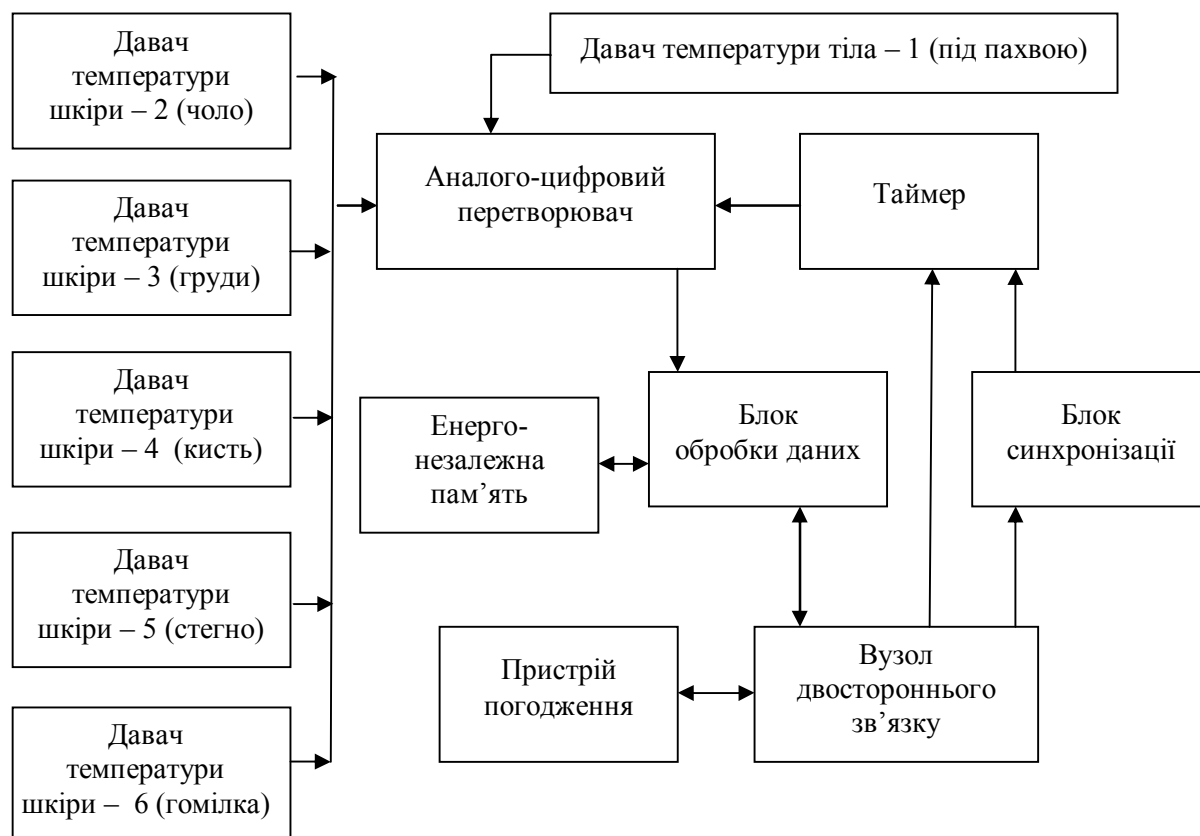 Давач
температури
шкіри – 2 (чоло)
Давач температури тіла – 1 (під пахвою)
Аналого-цифровий
перетворювач
Таймер
Давач
температури
шкіри – 3 (груди)
Давач
температури
шкіри – 4 (кисть)
Енерго-
незалежна
пам’ять
Блок
обробки даних
Блок
синхронізації
Давач
температури
шкіри – 5 (стегно)
Пристрій
погодження
Вузол
двостороннього
зв’язку
Давач
температури
шкіри – 6 (гомілка)